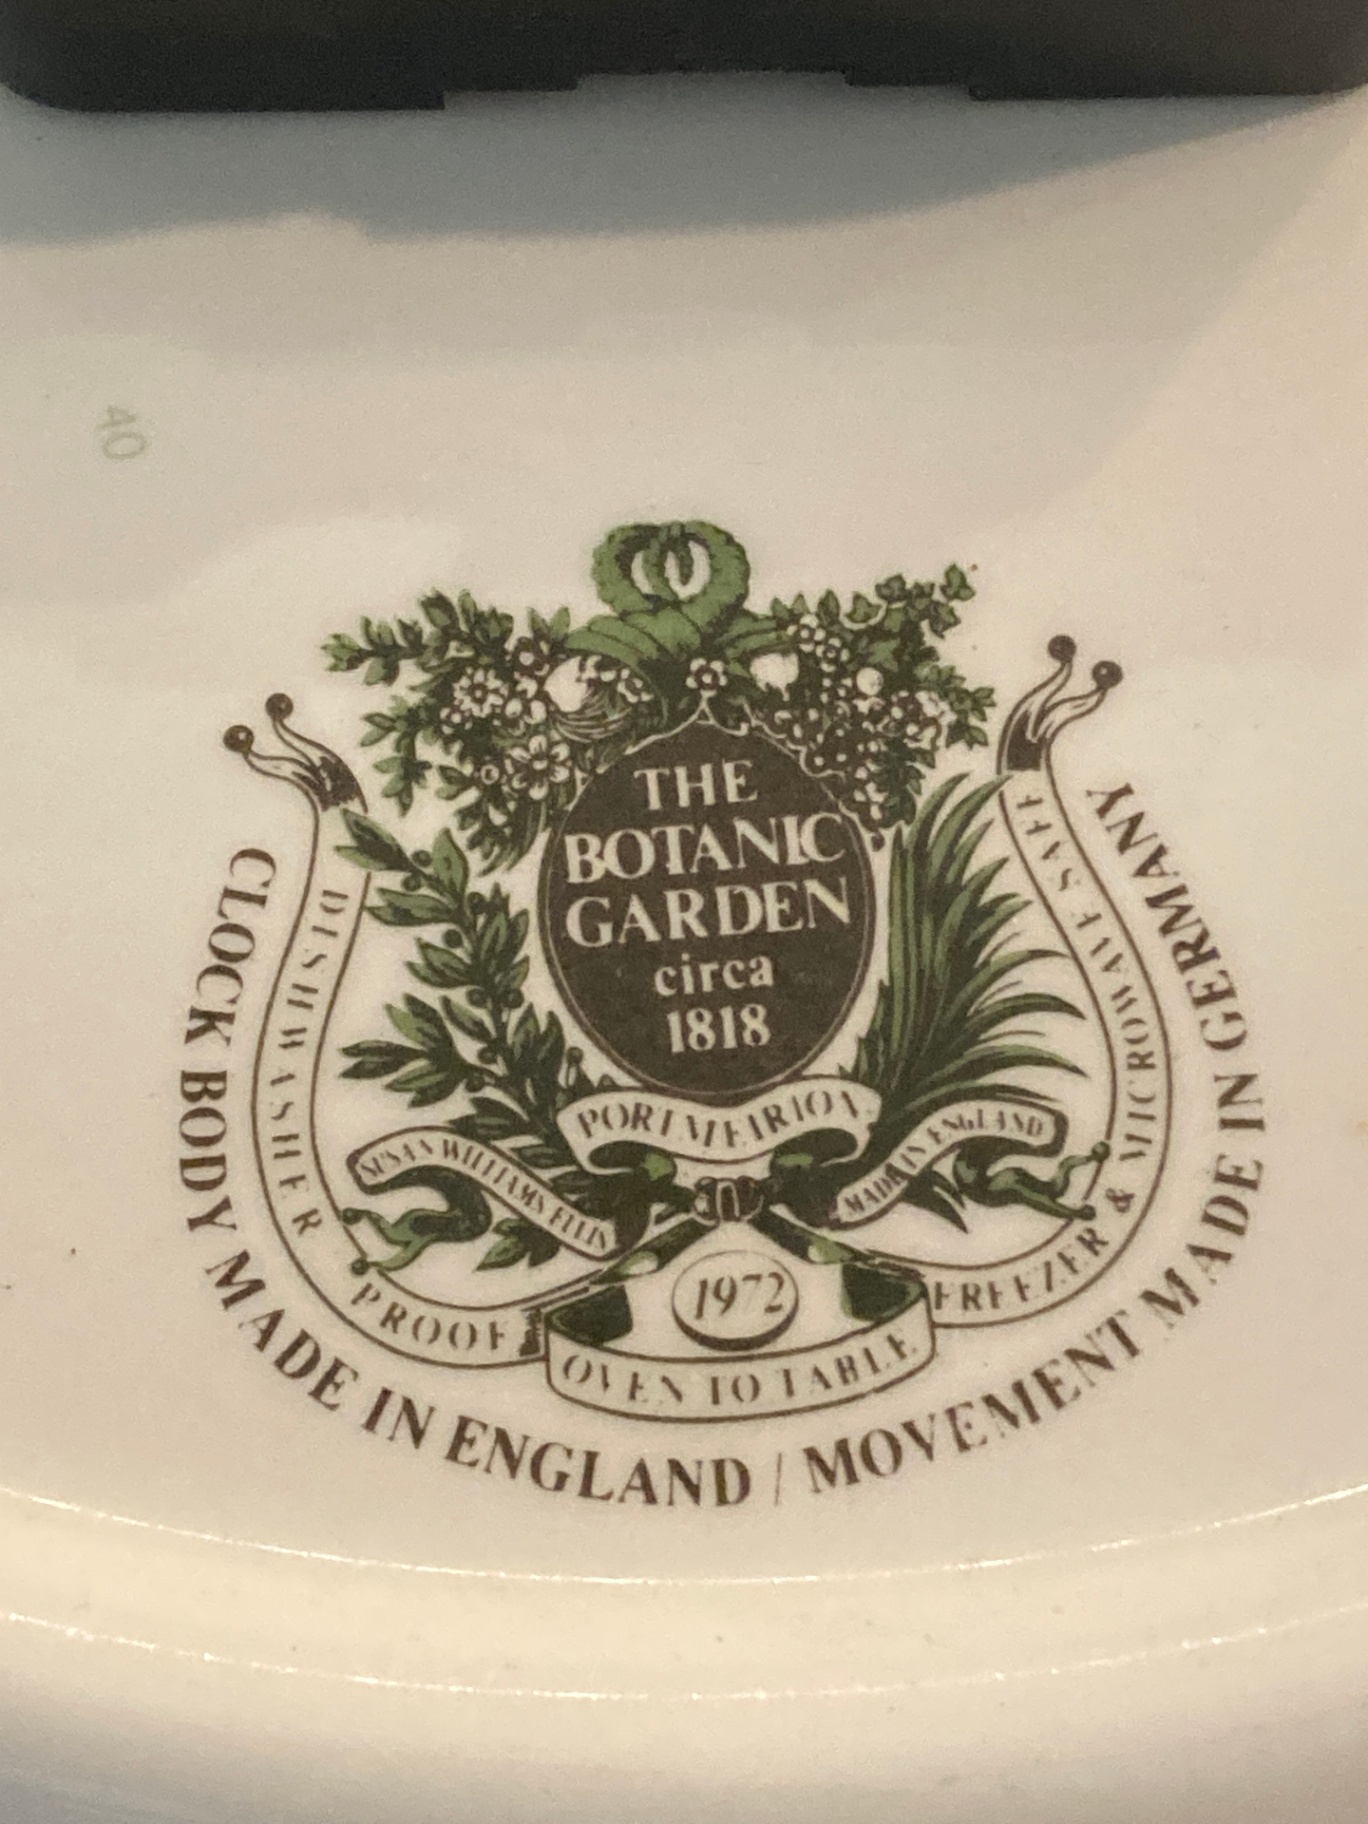 40
THE
BOTANIC
GARDEN
circa
1818
PORTMEIRION
SUSAN WILLIAMS ELLIS
MADE IN ENGLAND
1972
DISHWASHER PROOF
OVEN TO TABLE
FREEZER & MICROWAVE SAFE
CLOCK BODY MADE IN ENGLAND / MOVEMENT MADE IN GERMANY